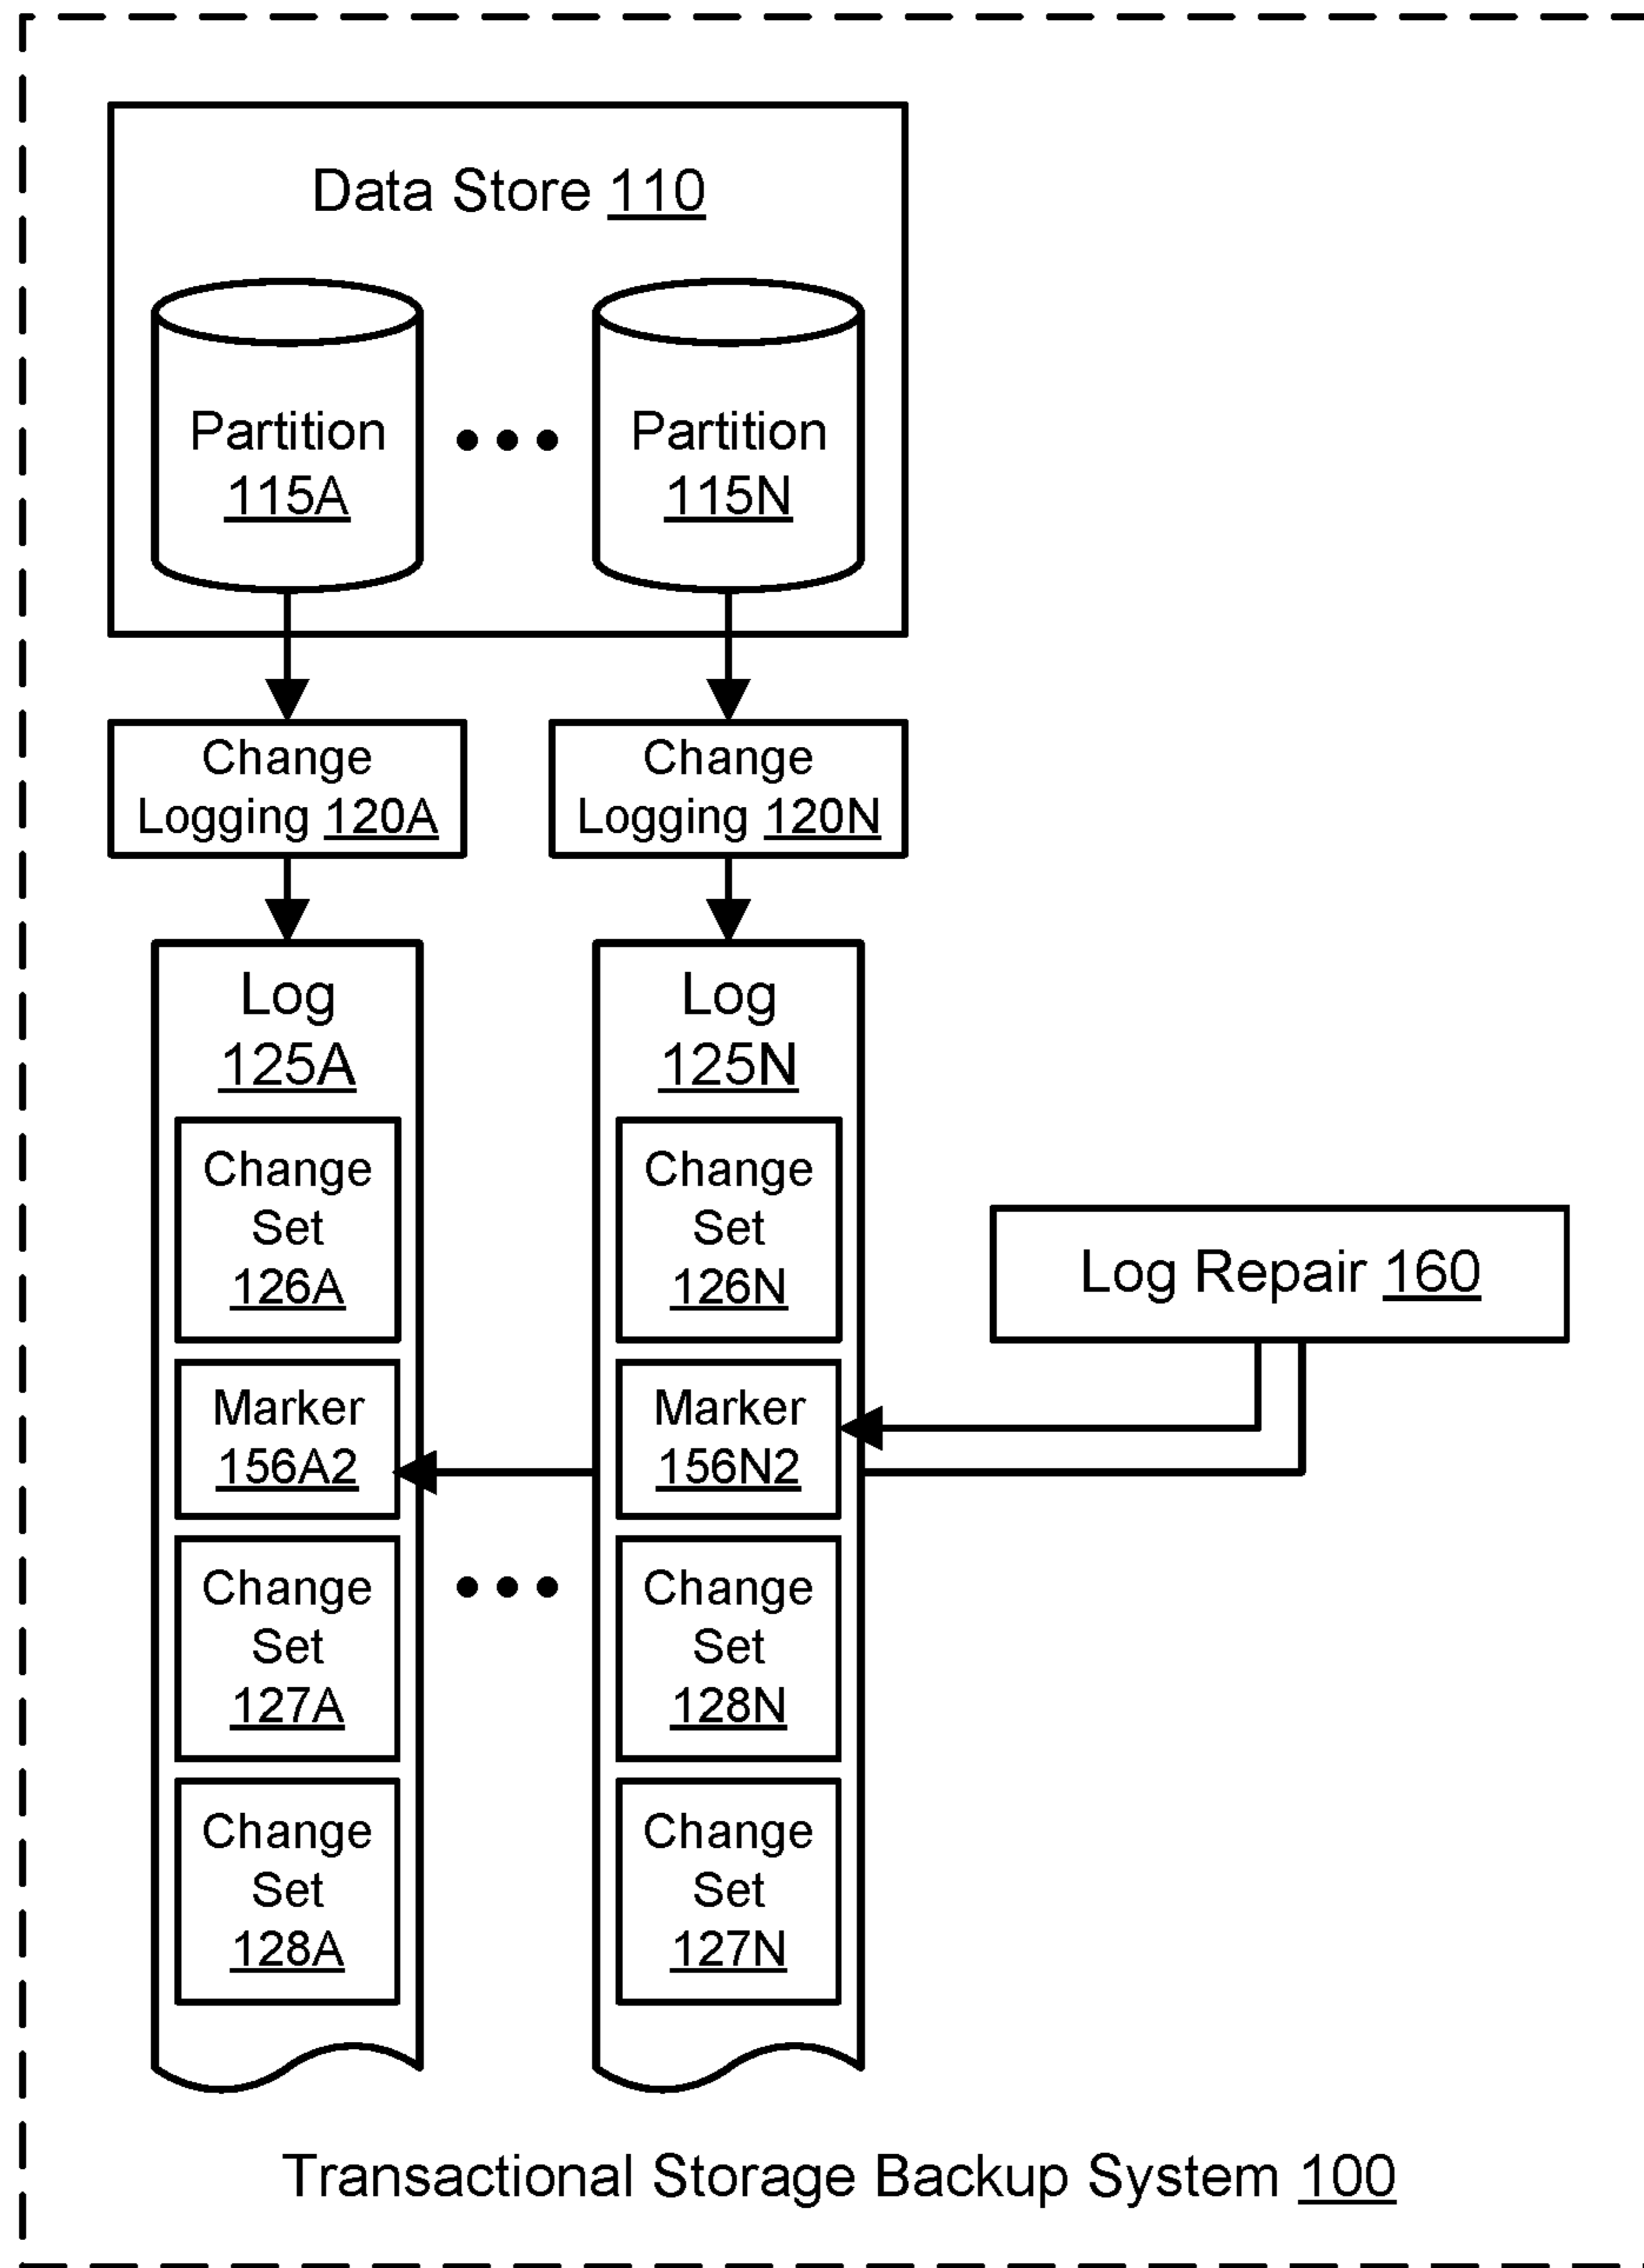 Data Store 110
Partition
115A
Partition
115N
Change
Logging 120A
Change
Logging 120N
Log
125A
Change
Set
126A
Marker
156A2
Change
Set
127A
Change
Set
128A
Log
125N
Change
Set
126N
Marker
156N2
Change
Set
128N
Change
Set
127N
Log Repair 160
Transactional Storage Backup System 100